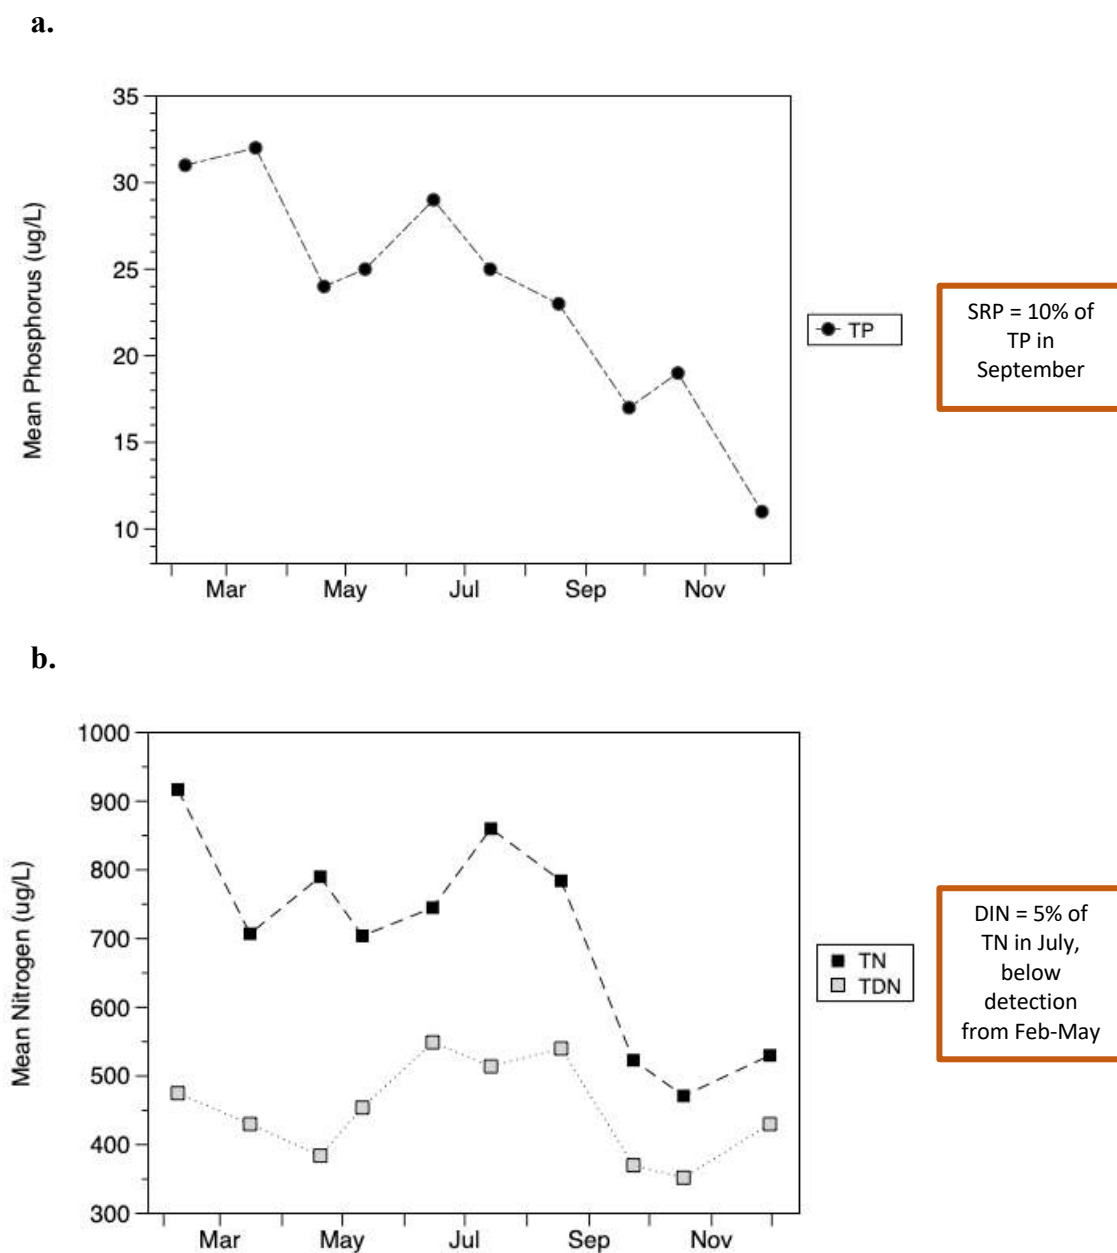 a.
35
30
25
20
15
10
Mean Phosphorus (ug/L)
Mar May Jul Sep Nov
TP
SRP = 10% of
TP in
September
b.
1000
900
800
700
600
500
400
300
Mean Nitrogen (ug/L)
Mar May Jul Sep Nov
TN
TDN
DIN = 5% of
TN in July,
below
detection
from Feb-May